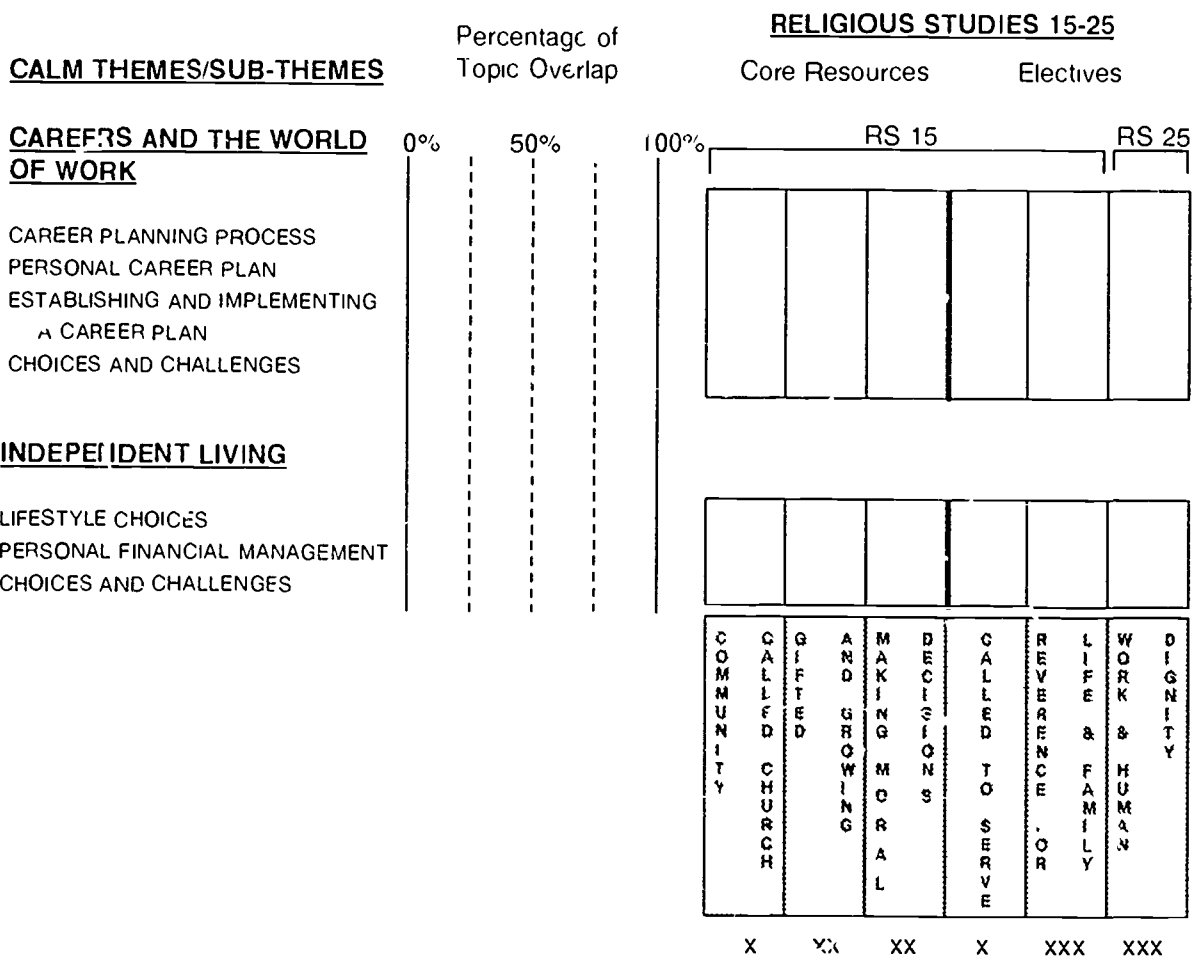 RELIGIOUS STUDIES 15-25
Percentage of
Topic Overlap
CALM THEMES/SUB-THEMES
Core Resources Electives
CAREERS AND THE WORLD
OF WORK
0% 50% 100%
RS 15 RS 25
CAREER PLANNING PROCESS
PERSONAL CAREER PLAN
ESTABLISHING AND IMPLEMENTING
A CAREER PLAN
CHOICES AND CHALLENGES
INDEPENDENT LIVING
LIFESTYLE CHOICES
PERSONAL FINANCIAL MANAGEMENT
CHOICES AND CHALLENGES
COMMUNITY
CALLED CHURCH
GIFTED
AND GROWING
MAKING MORAL
DECISIONS
CALLED TO SERVE
REVERENCE FOR
LIFE & FAMILY
WORK & HUMAN
DIGNITY
X XX XX X XXX XXX